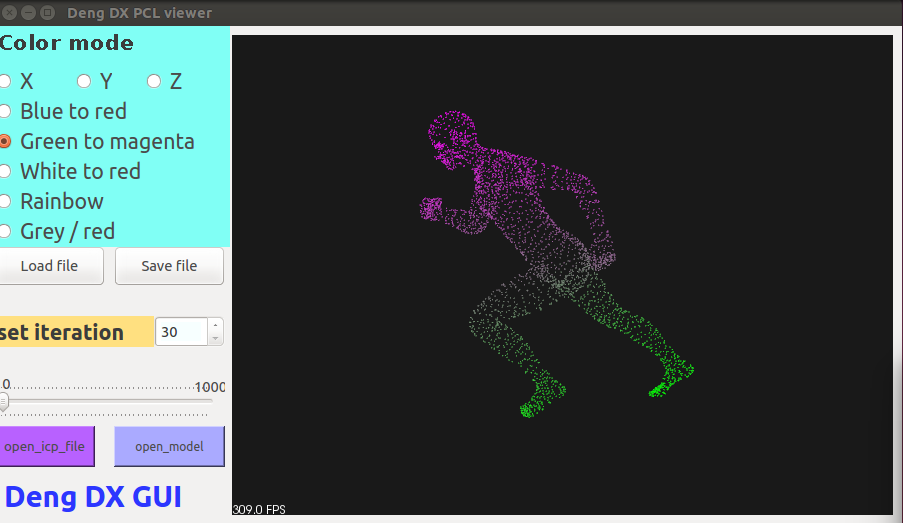 Deng DX PCL viewer
Color mode
X Y Z
Blue to red
Green to magenta
White to red
Rainbow
Grey / red
Load file Save file
set iteration 30
0 1000
open_icp_file open_model
Deng DX GUI
309.0 FPS